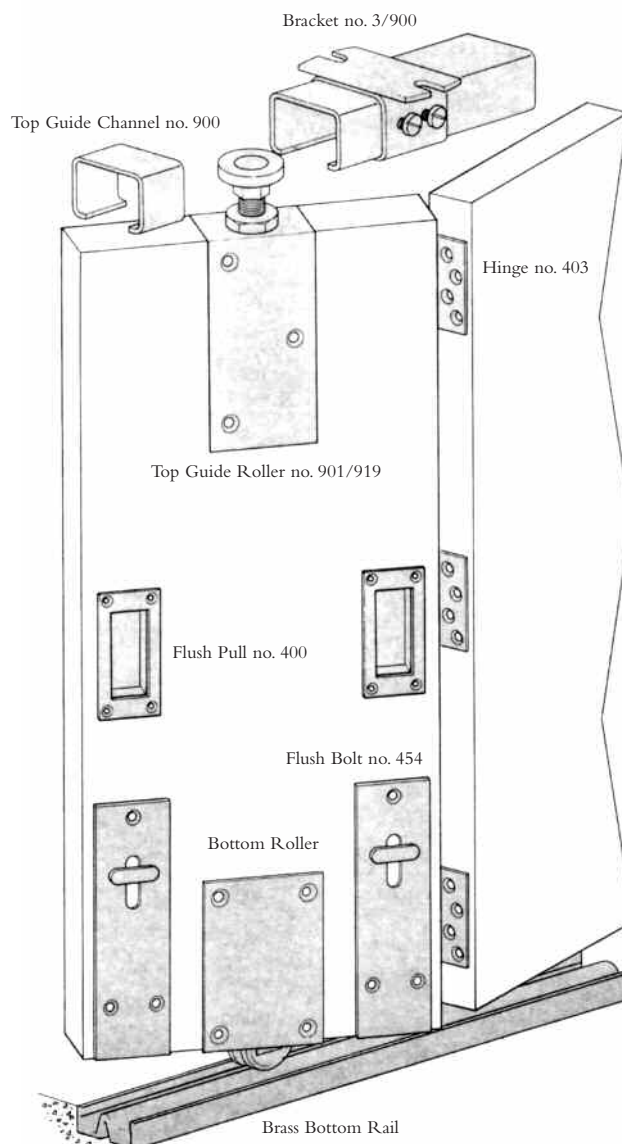 Bracket no. 3/900
Top Guide Channel no. 900
Hinge no. 403
Top Guide Roller no. 901/919
Flush Pull no. 400
Flush Bolt no. 454
Bottom Roller
Brass Bottom Rail